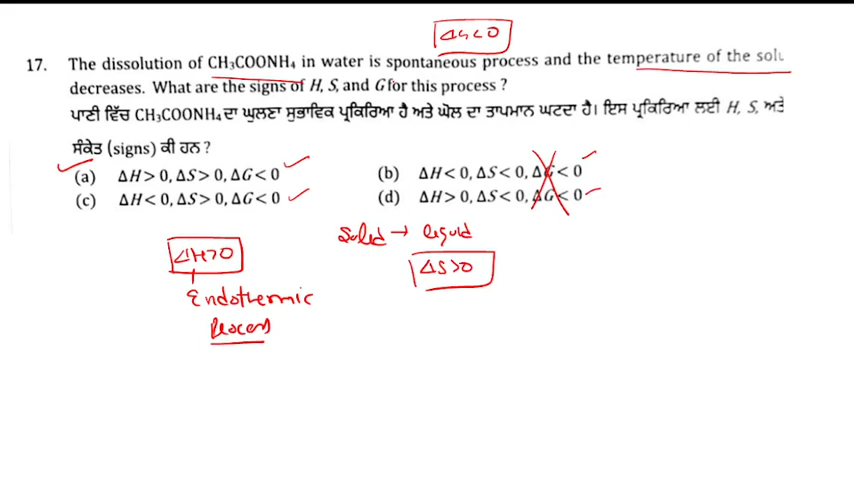 ΔG<0
17. The dissolution of CH₃COONH₄ in water is spontaneous process and the temperature of the solu
decreases. What are the signs of H, S, and G for this process ?
ਪਾਣੀ ਵਿੱਚ CH₃COONH₄ ਦਾ ਘੁਲਣਾ ਸੁਭਾਵਿਕ ਪ੍ਰਕਿਰਿਆ ਹੈ ਅਤੇ ਘੋਲ ਦਾ ਤਾਪਮਾਨ ਘਟਦਾ ਹੈ। ਇਸ ਪ੍ਰਕਿਰਿਆ ਲਈ H, S, ਅਤੇ
ਸੰਕੇਤ (signs) ਕੀ ਹਨ ?
(a) ΔH > 0, ΔS > 0, ΔG < 0 (b) ΔH < 0, ΔS < 0, ΔG < 0
(c) ΔH < 0, ΔS > 0, ΔG < 0 (d) ΔH > 0, ΔS < 0, ΔG < 0
Solid → liquid
ΔH>0 ΔS>0
Endothermic
Process